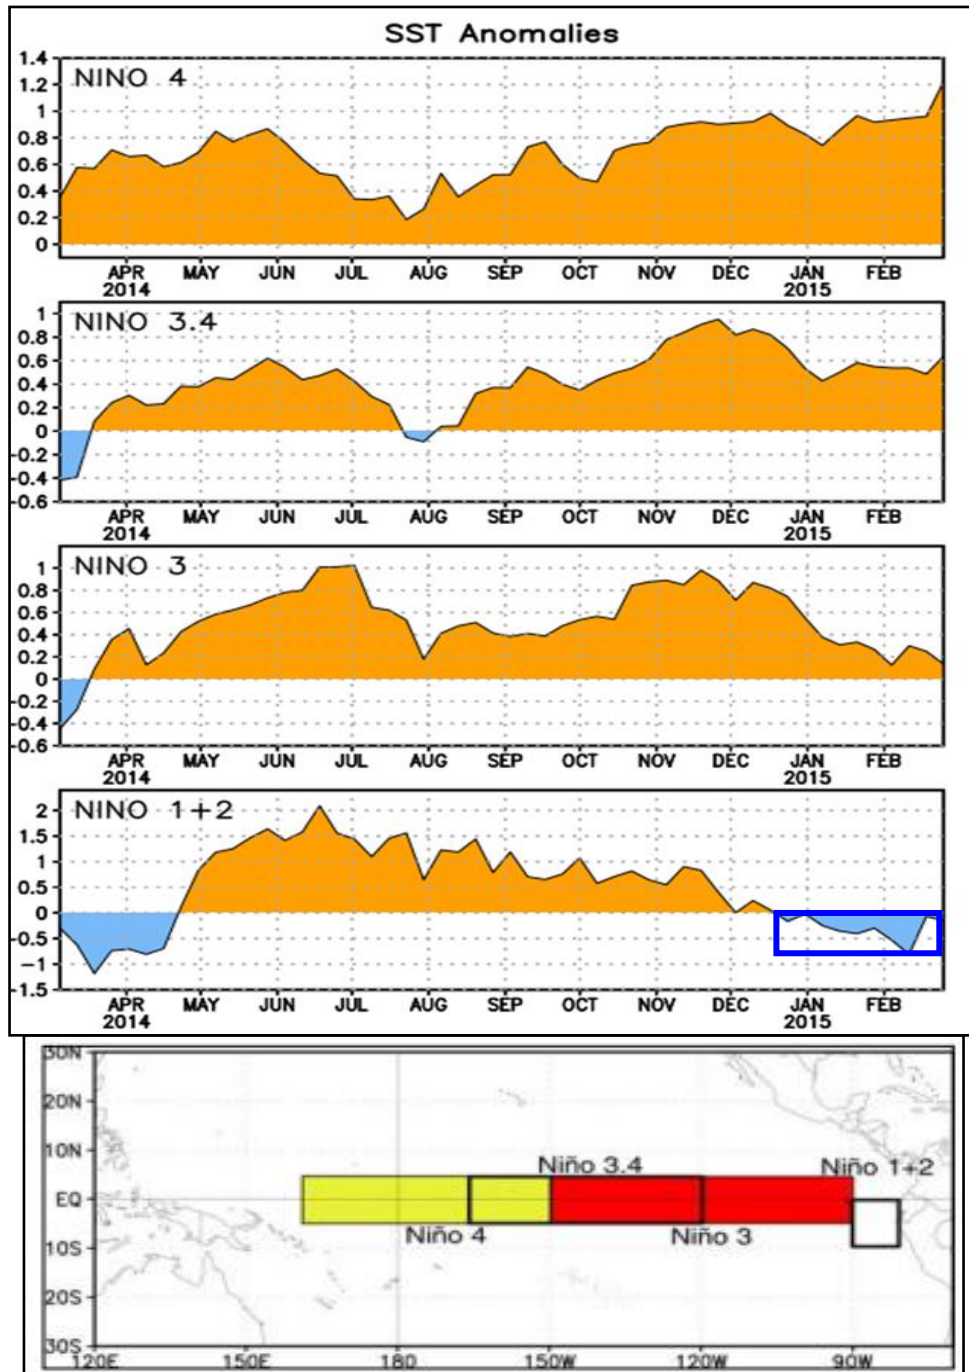 SST Anomalies
NINO 4
1.4
1.2
1
0.8
0.6
0.4
0.2
0
APR MAY JUN JUL AUG SEP OCT NOV DEC JAN FEB
2014 2015
NINO 3.4
1
0.8
0.6
0.4
0.2
0
-0.2
-0.4
-0.6
APR MAY JUN JUL AUG SEP OCT NOV DEC JAN FEB
2014 2015
NINO 3
1
0.8
0.6
0.4
0.2
0
-0.2
-0.4
-0.6
APR MAY JUN JUL AUG SEP OCT NOV DEC JAN FEB
2014 2015
NINO 1+2
2
1.5
1
0.5
0
-0.5
-1
-1.5
APR MAY JUN JUL AUG SEP OCT NOV DEC JAN FEB
2014 2015
30N
20N
10N
Niño 3.4 Niño 1+2
EQ
Niño 4 Niño 3
10S
20S
30S
120E 150E 180 150W 120W 90W